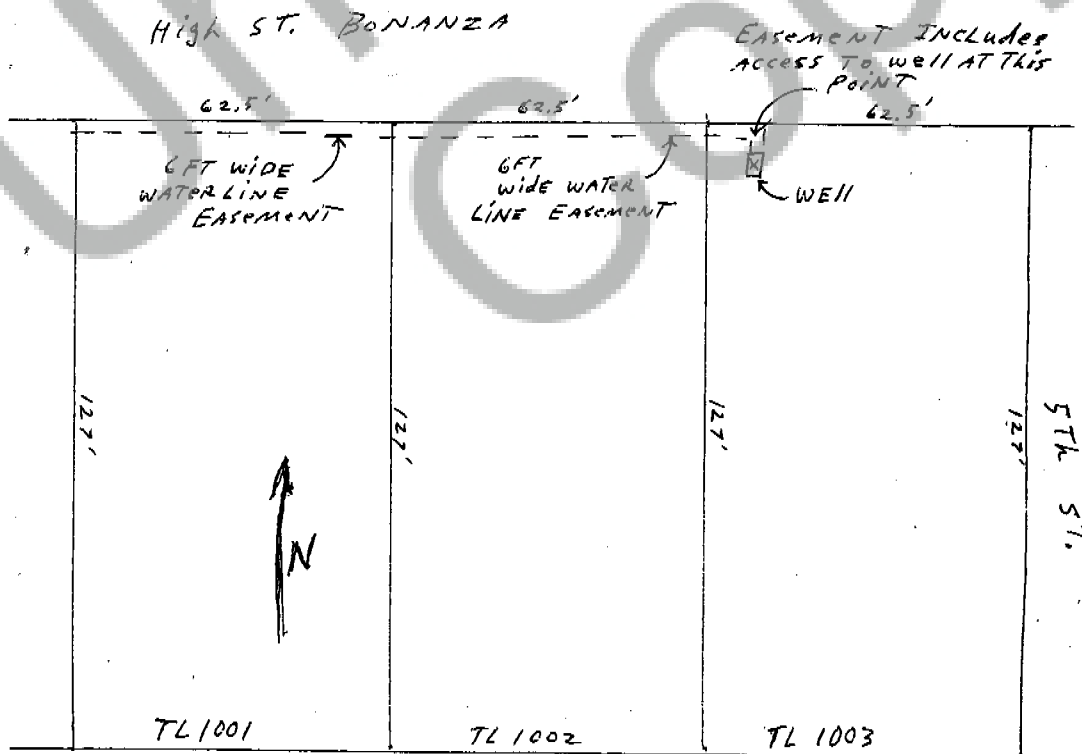 High ST. BONANZA
Easement Includes
Access To well AT This
Point
62.5'
62.5'
62.5'
6FT wide
WATER LINE
EASEMENT
6FT
wide water
Line Easement
Well
127'
127'
127'
127'
5Th ST.
N
TL 1001
TL 1002
TL 1003